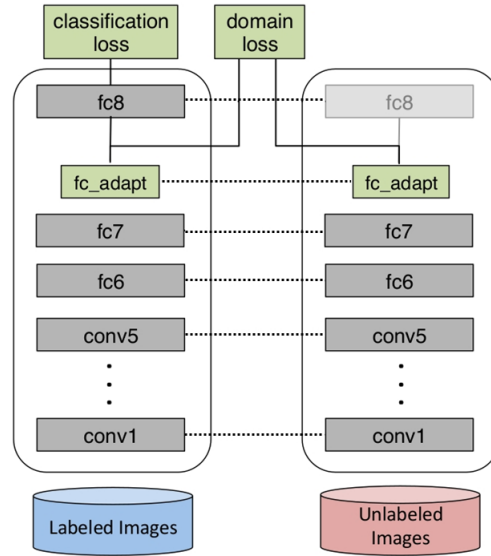 classification
loss
domain
loss
fc8
fc8
fc_adapt
fc_adapt
fc7
fc7
fc6
fc6
conv5
conv5
conv1
conv1
Labeled Images
Unlabeled
Images